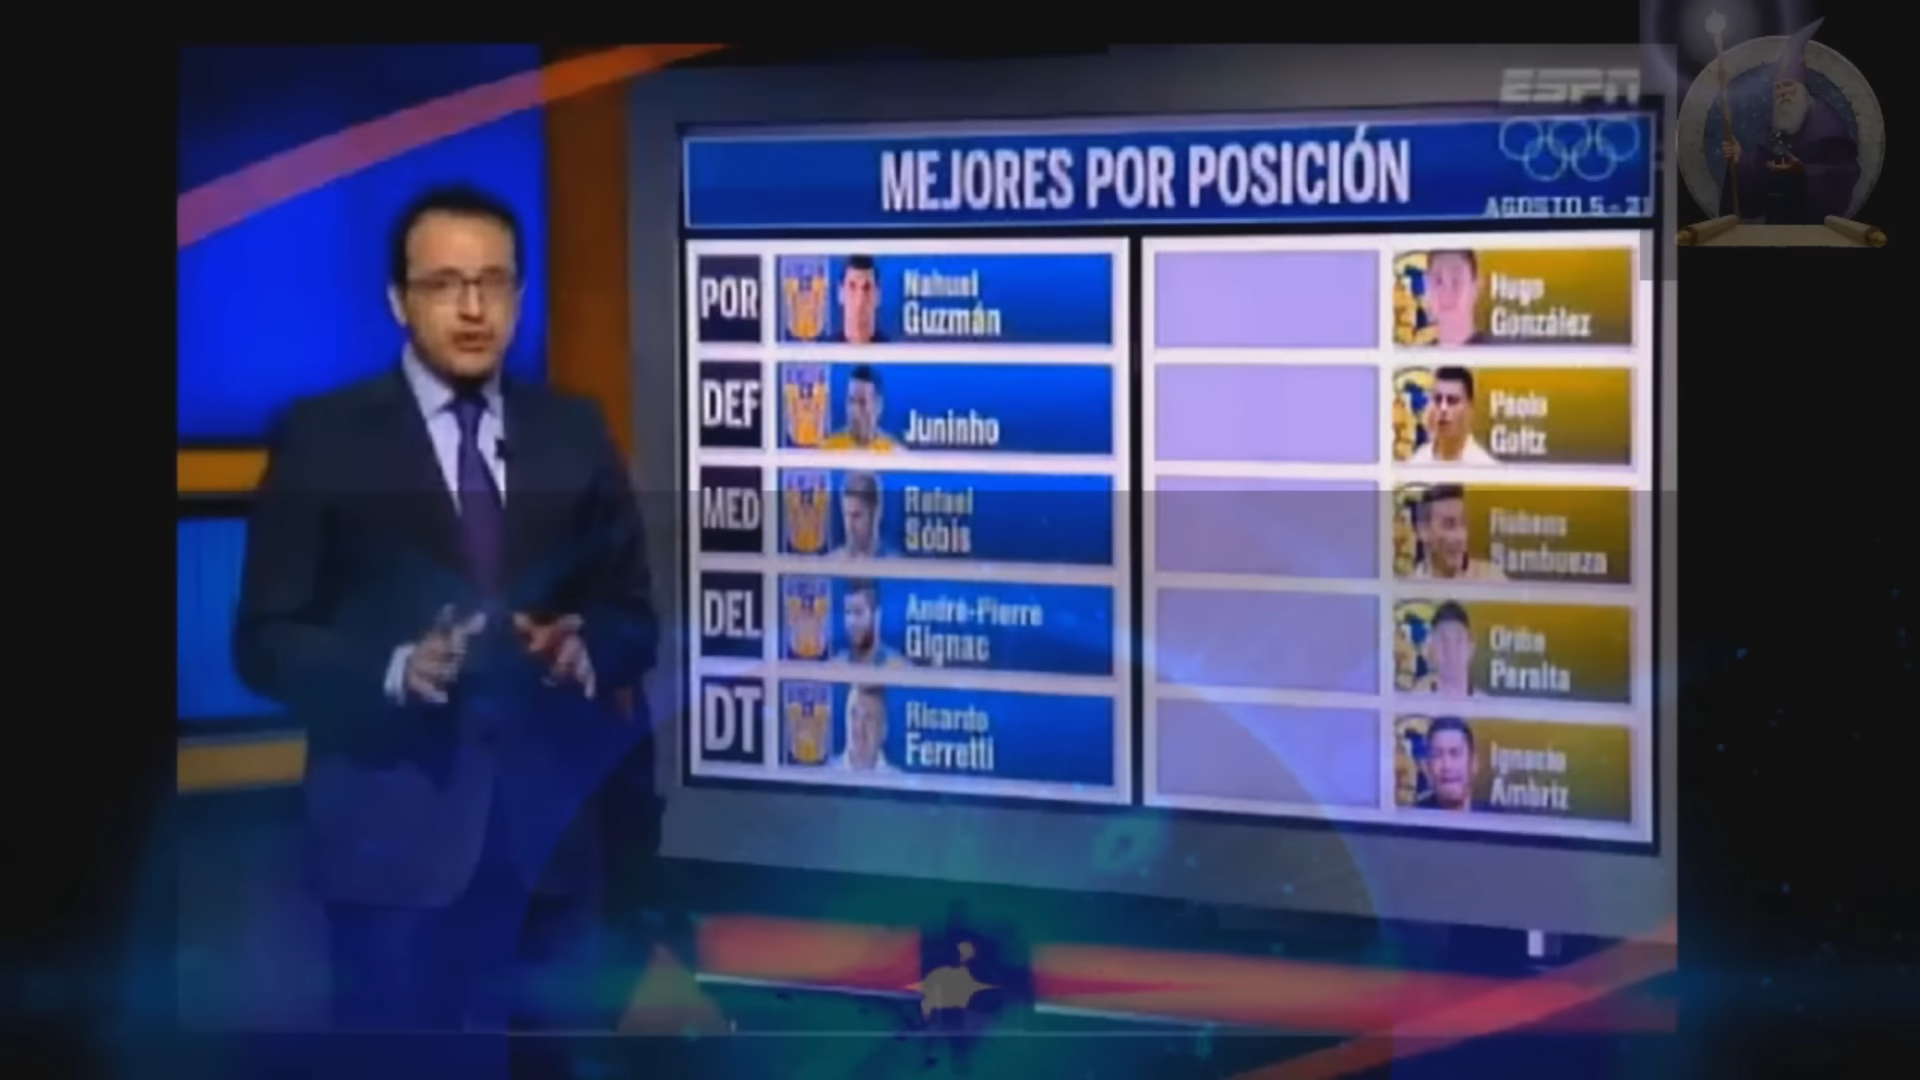 ESPN
MEJORES POR POSICIÓN
AGOSTO 5 - 21
POR
Nahuel
Guzmán
Hugo
González
DEF
Juninho
Paolo
Goltz
MED
Rafael
Sóbis
Rubens
Sambueza
DEL
André-Pierre
Gignac
Oribe
Peralta
DT
Ricardo
Ferretti
Ignacio
Ambriz